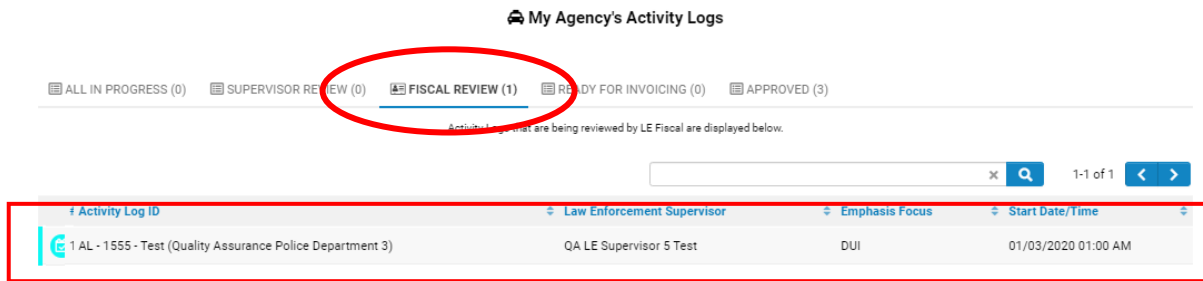 My Agency's Activity Logs
ALL IN PROGRESS (0) SUPERVISOR REVIEW (0) FISCAL REVIEW (1) READY FOR INVOICING (0) APPROVED (3)
Activity Logs that are being reviewed by LE Fiscal are displayed below.
1-1 of 1
# Activity Log ID Law Enforcement Supervisor Emphasis Focus Start Date/Time
1 AL - 1555 - Test (Quality Assurance Police Department 3) QA LE Supervisor 5 Test DUI 01/03/2020 01:00 AM